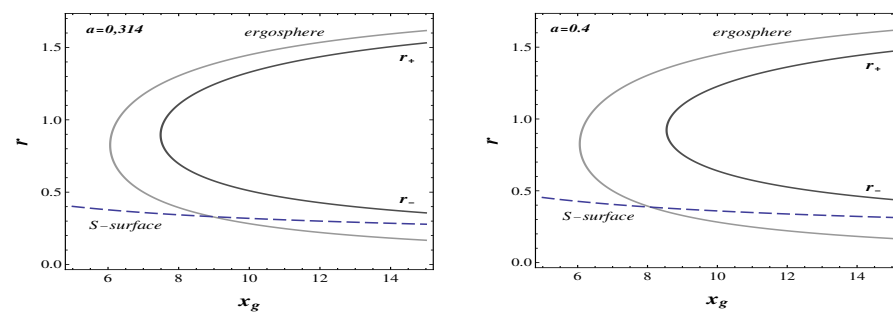 a=0,314
ergosphere
r+
r−
S-surface
r
1.5
1.0
0.5
0.0
6 8 10 12 14
xg
a=0.4
ergosphere
r+
r−
S-surface
r
1.5
1.0
0.5
0.0
6 8 10 12 14
xg